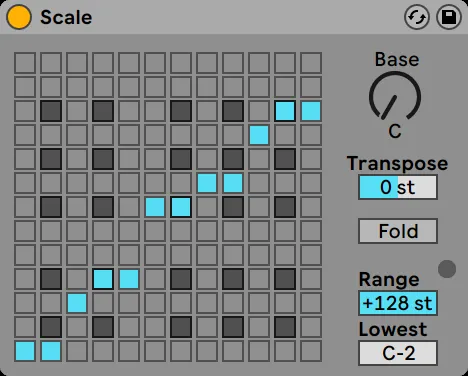 Scale
Base
C
Transpose
0 st
Fold
Range
+128 st
Lowest
C-2